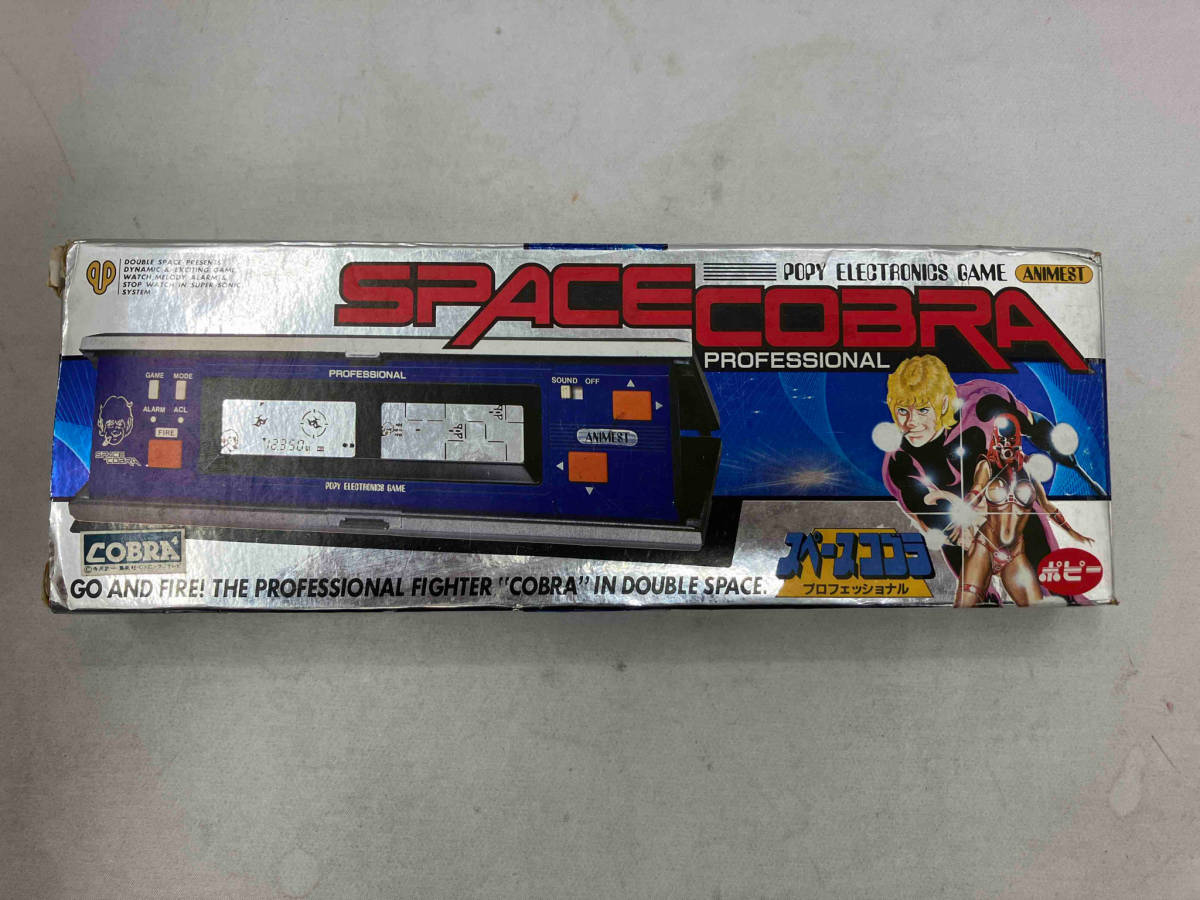 DOUBLE SPACE PRESENTS
DYNAMIC & EXCITING GAME,
WATCH, MELODY, ALARM &
STOP WATCH IN SUPER-SONIC
SYSTEM
POPY ELECTRONICS GAME ANIMEST
SPACE COBRA
PROFESSIONAL
PROFESSIONAL
GAME MODE
ALARM ACL
FIRE
SPACE
COBRA
SOUND OFF
ANIMEST
POPY ELECTRONICS GAME
COBRA
GO AND FIRE! THE PROFESSIONAL FIGHTER "COBRA" IN DOUBLE SPACE.
スペースコブラ
プロフェッショナル
ポピー